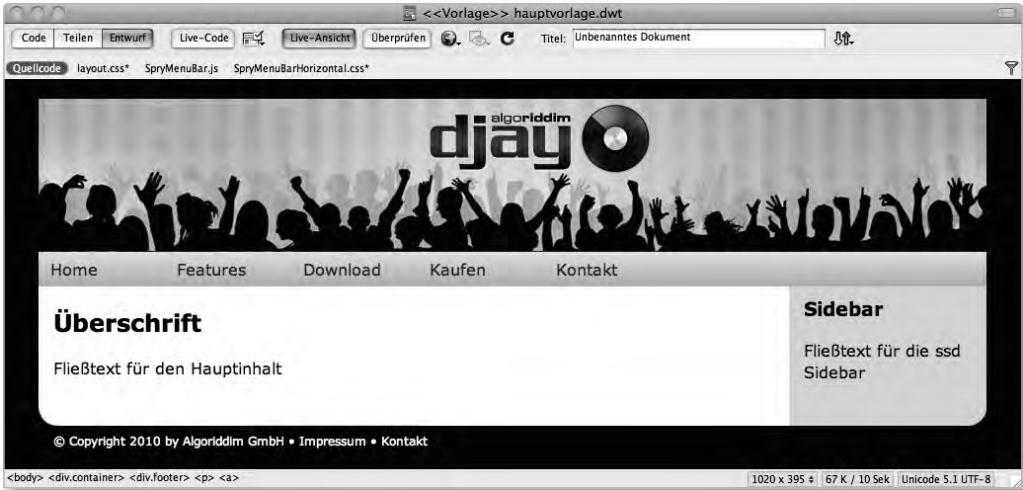 <<Vorlage>> hauptvorlage.dwt
Code Teilen Entwurf Live-Code Live-Ansicht Überprüfen Titel: Unbenanntes Dokument
Quellcode layout.css* SpryMenuBar.js SpryMenuBarHorizontal.css*
algoriddim
djay
Home Features Download Kaufen Kontakt
Überschrift
Fließtext für den Hauptinhalt
Sidebar
Fließtext für die ssd
Sidebar
© Copyright 2010 by Algoriddim GmbH • Impressum • Kontakt
<body> <div.container> <div.footer> <p> <a> 1020 x 395 67 K / 10 Sek Unicode 5.1 UTF-8